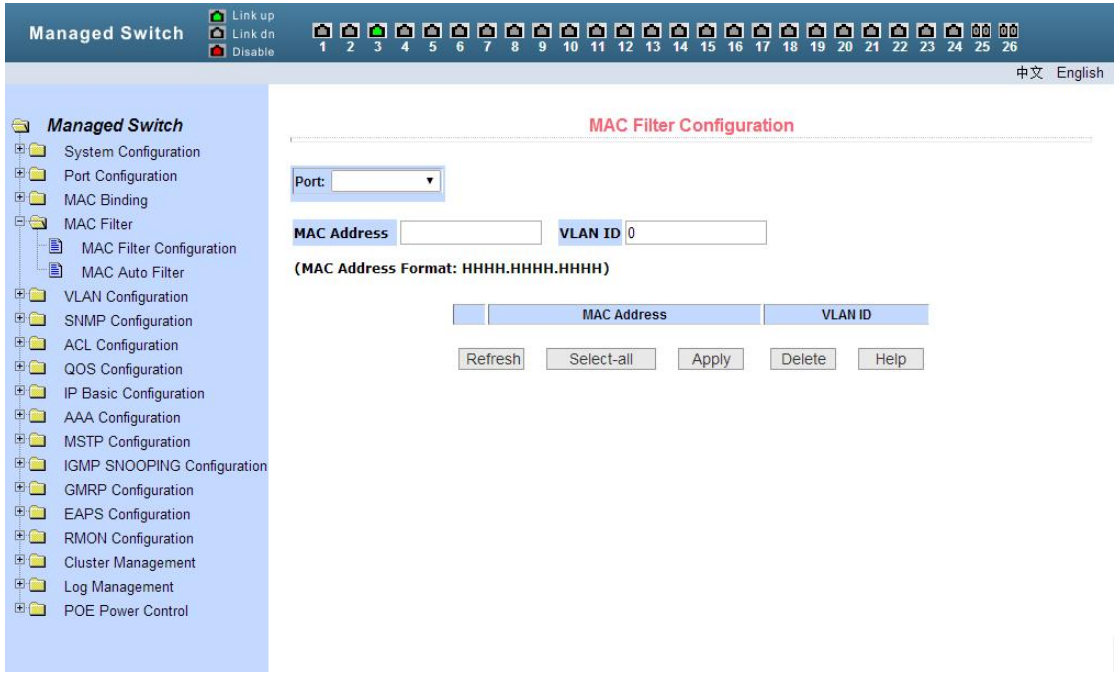 Managed Switch
Link up
Link dn
Disable
1 2 3 4 5 6 7 8 9 10 11 12 13 14 15 16 17 18 19 20 21 22 23 24 25 26
中文 English
Managed Switch
System Configuration
Port Configuration
MAC Binding
MAC Filter
MAC Filter Configuration
MAC Auto Filter
VLAN Configuration
SNMP Configuration
ACL Configuration
QOS Configuration
IP Basic Configuration
AAA Configuration
MSTP Configuration
IGMP SNOOPING Configuration
GMRP Configuration
EAPS Configuration
RMON Configuration
Cluster Management
Log Management
POE Power Control
MAC Filter Configuration
Port:
MAC Address VLAN ID 0
(MAC Address Format: HHHH.HHHH.HHHH)
MAC Address VLAN ID
Refresh Select-all Apply Delete Help